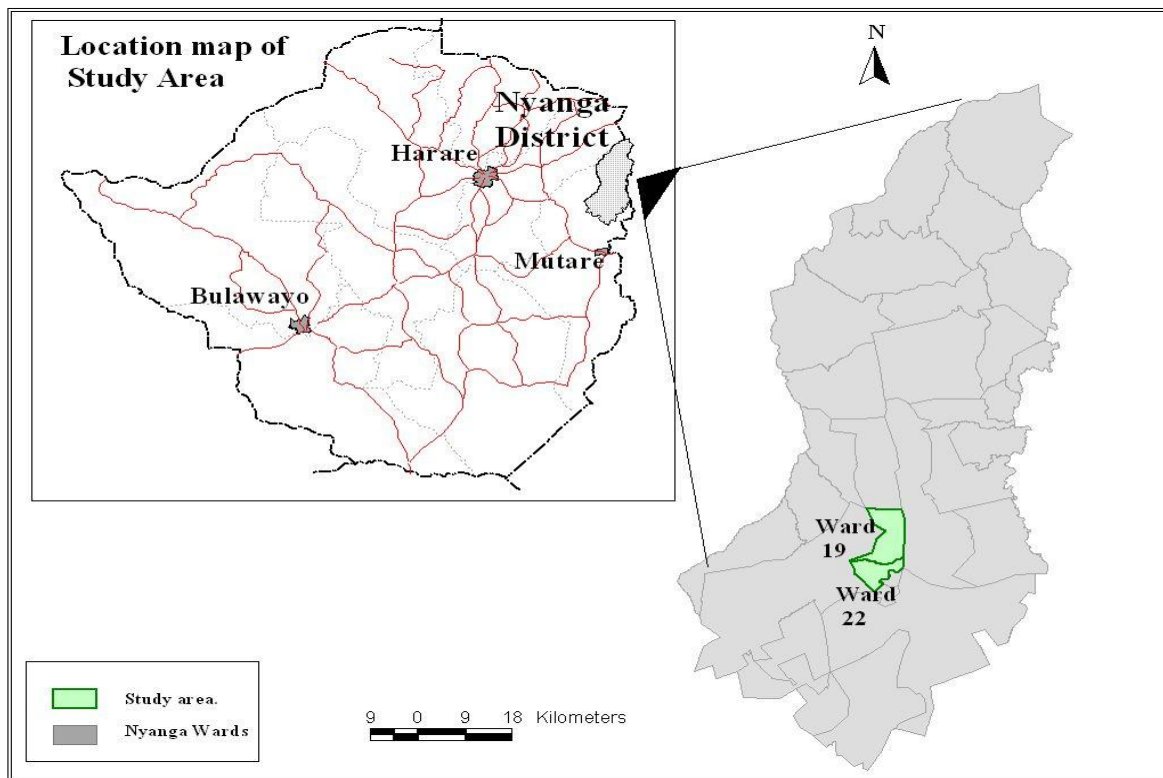 Location map of
Study Area
Nyanga
District
Harare
Mutare
Bulawayo
N
Ward
19
Ward
22
Study area.
Nyanga Wards
9 0 9 18 Kilometers